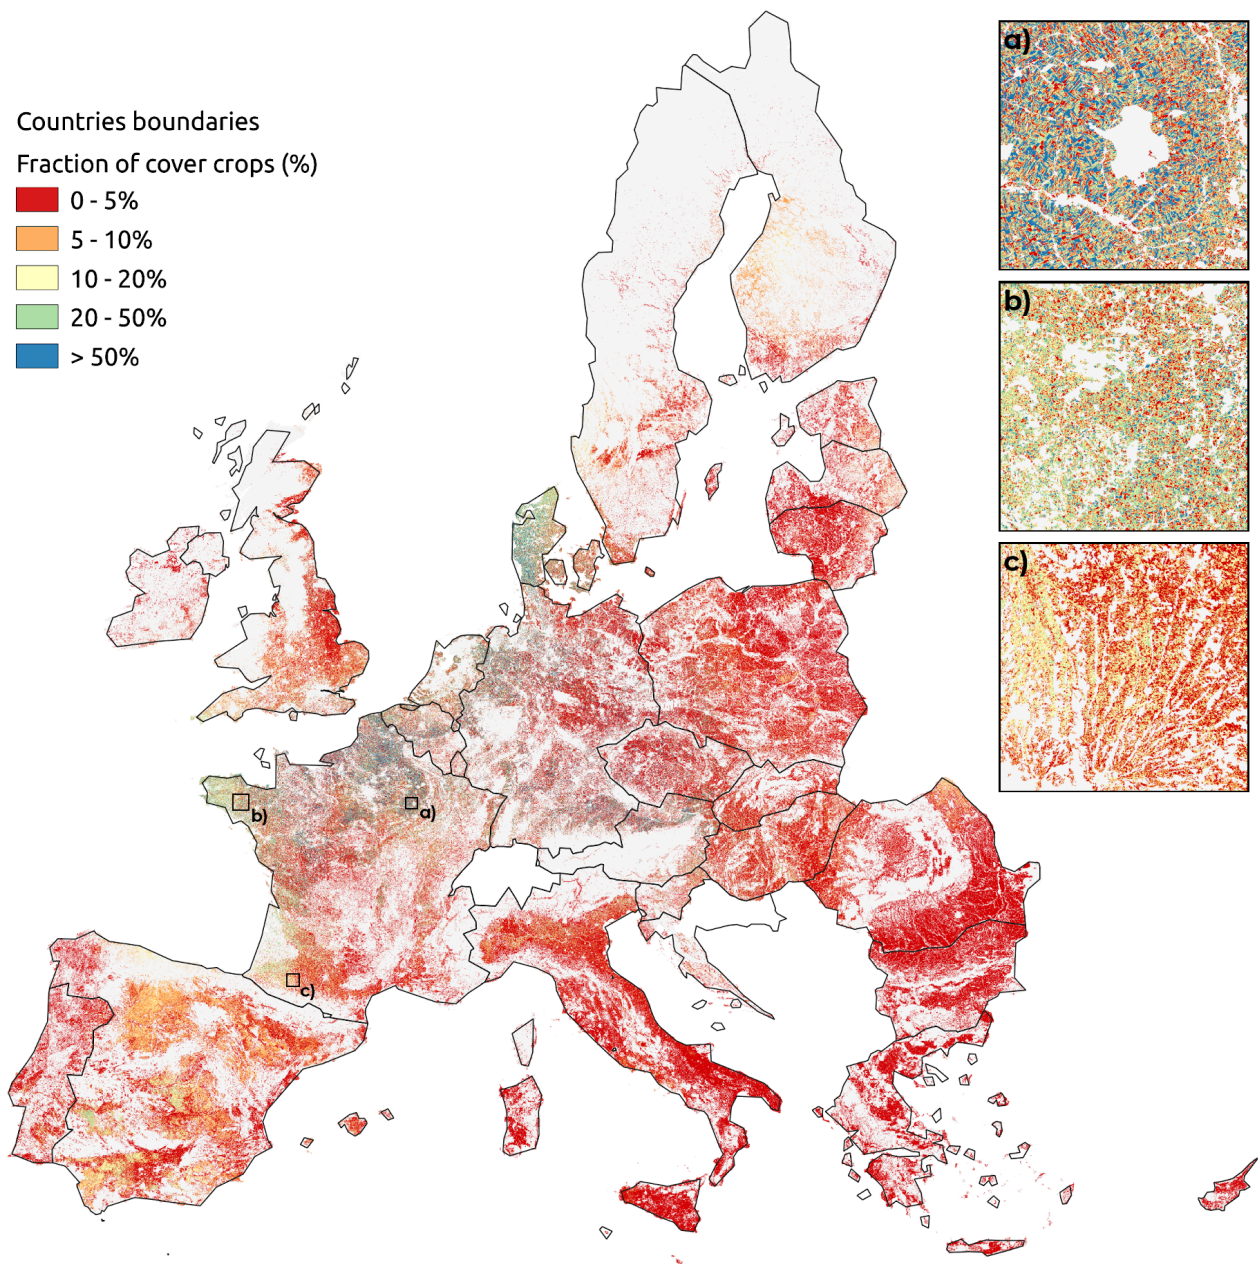 Countries boundaries
Fraction of cover crops (%)
0 - 5%
5 - 10%
10 - 20%
20 - 50%
> 50%
a)
b)
c)
b)
a)
c)